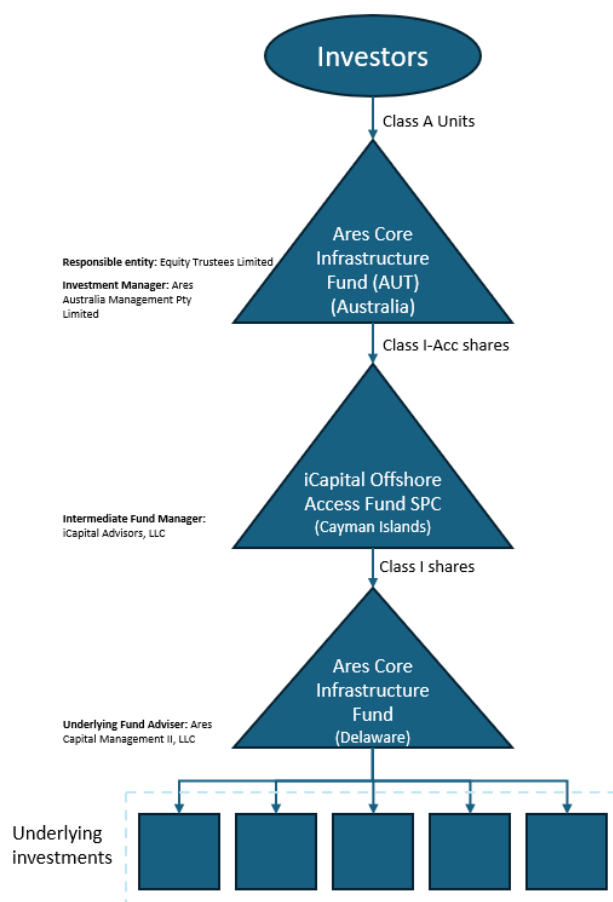 Investors
Class A Units
Ares Core
Infrastructure
Fund (AUT)
(Australia)
Responsible entity: Equity Trustees Limited
Investment Manager: Ares
Australia Management Pty
Limited
Class I-Acc shares
iCapital Offshore
Access Fund SPC
(Cayman Islands)
Intermediate Fund Manager:
iCapital Advisors, LLC
Class I shares
Ares Core
Infrastructure
Fund
(Delaware)
Underlying Fund Adviser: Ares
Capital Management II, LLC
Underlying
investments